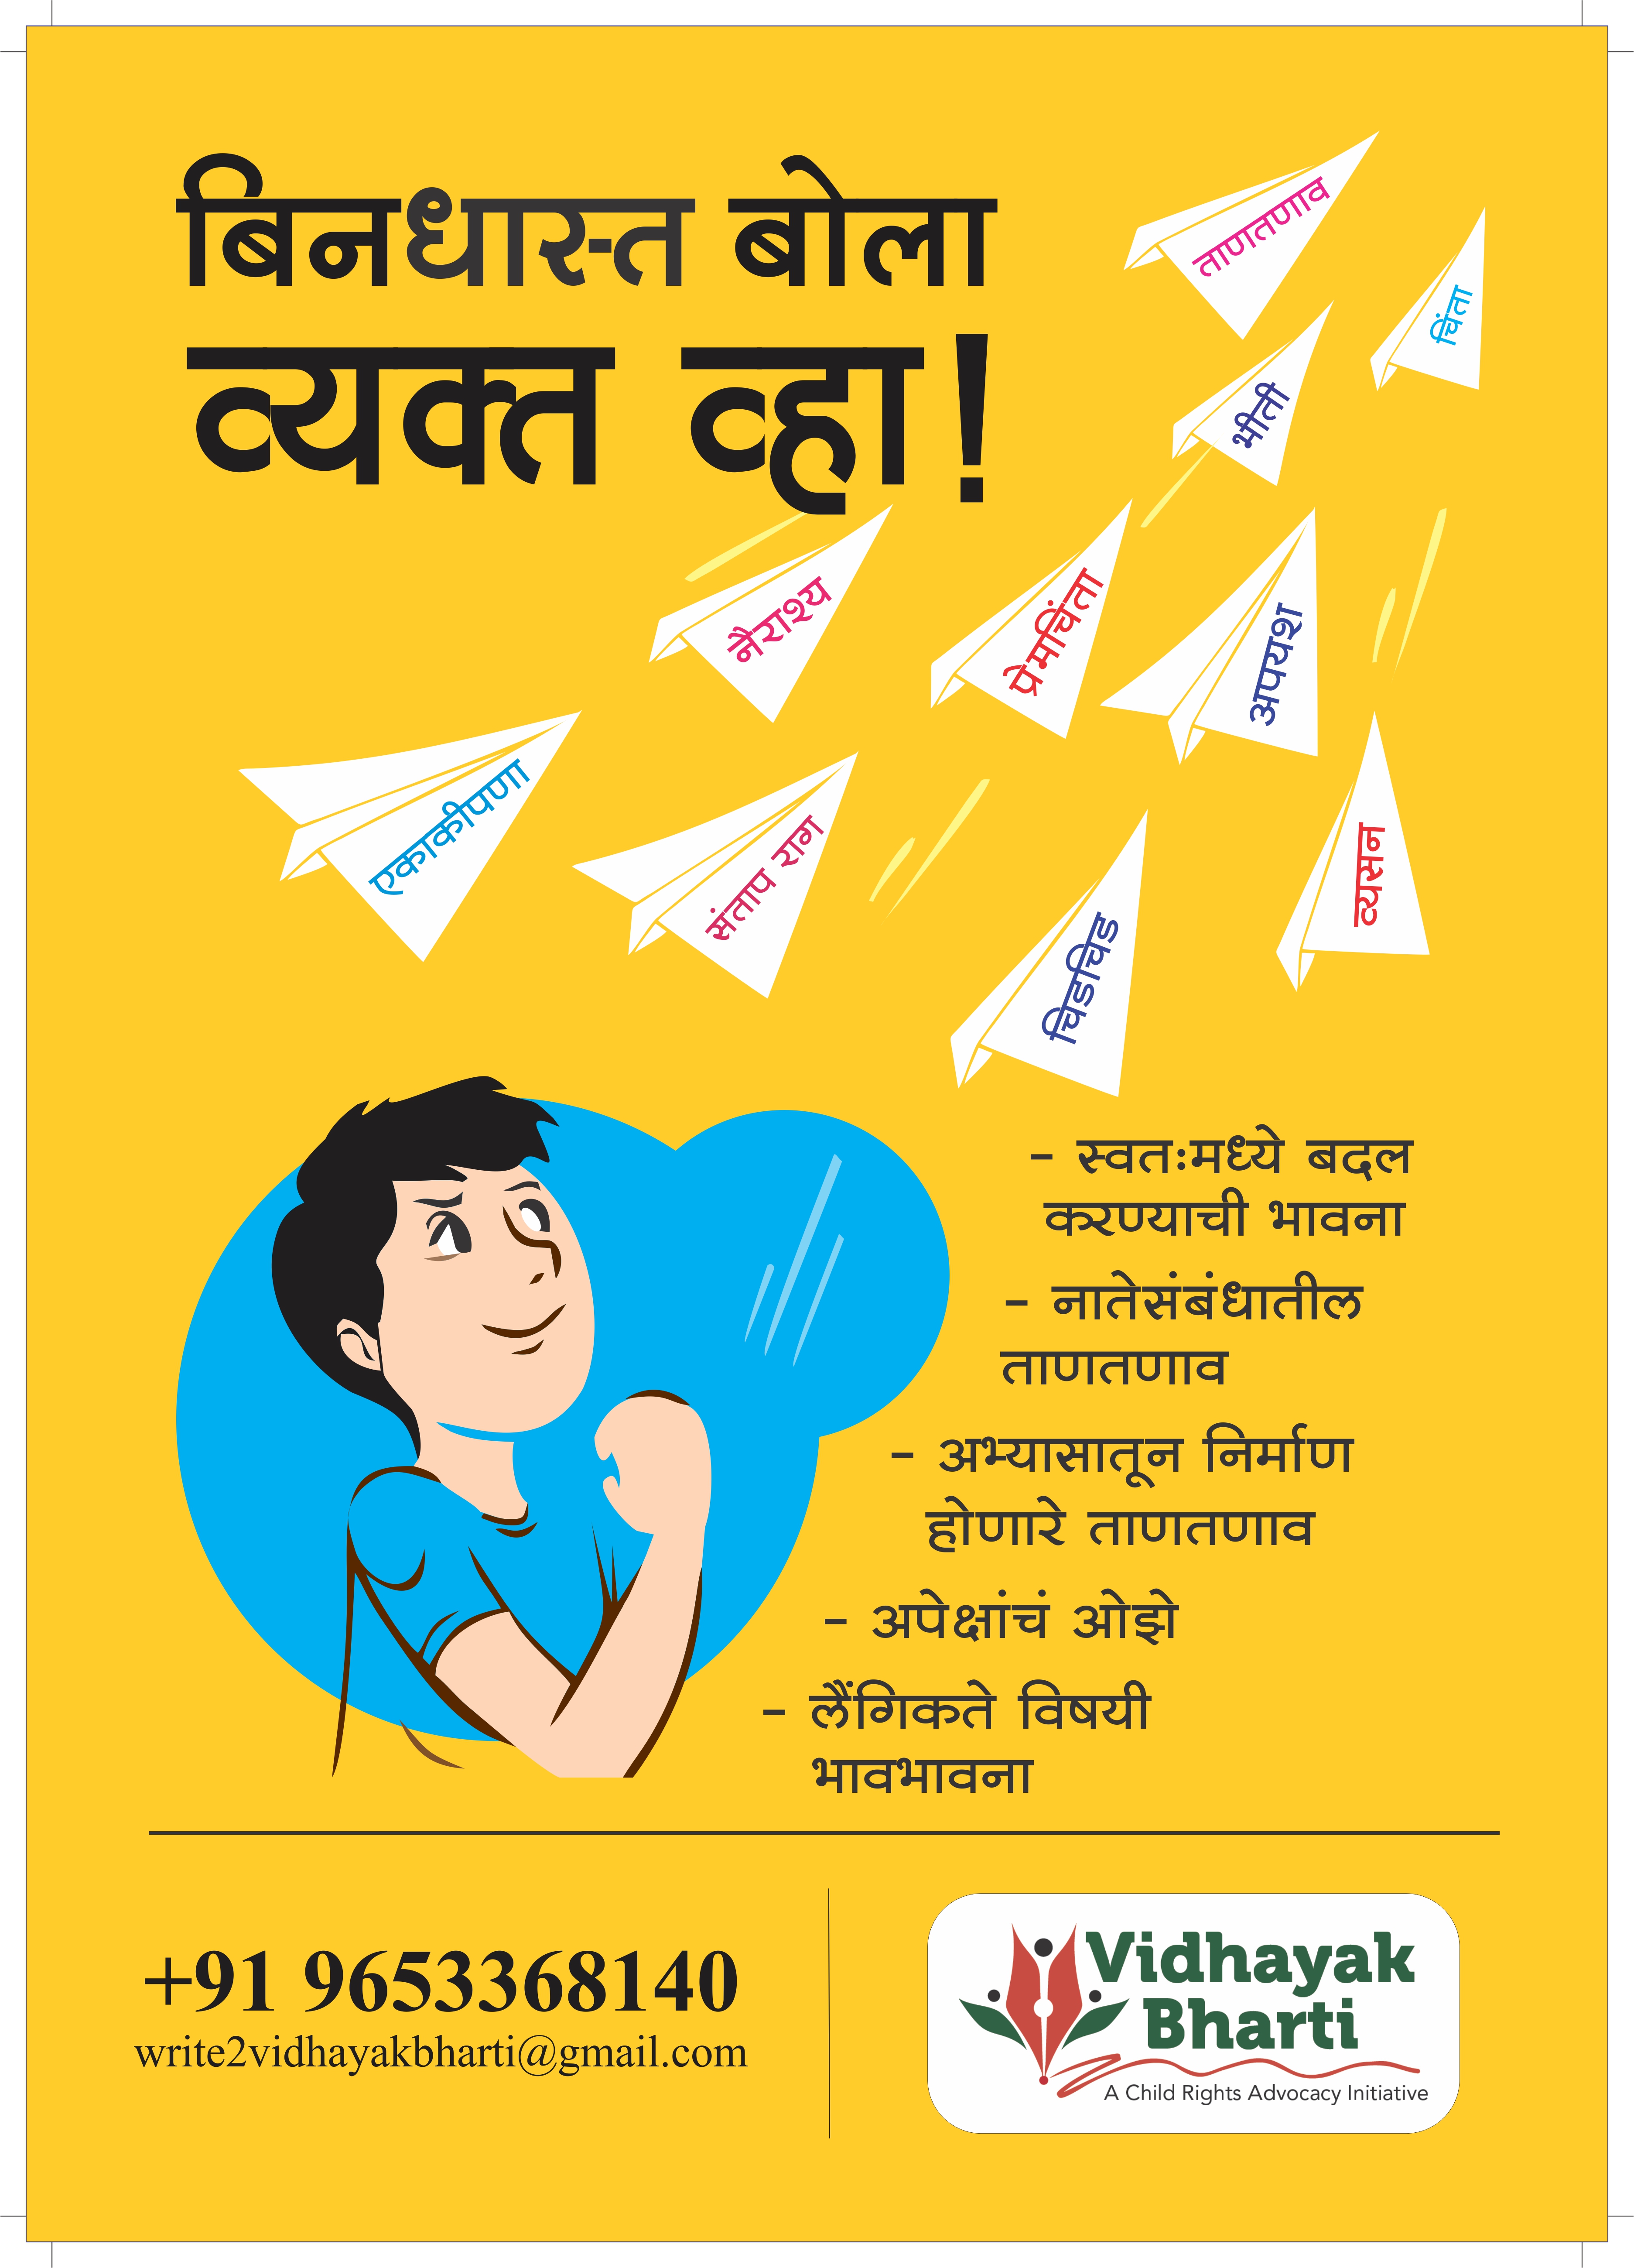 बिनधास्त बोला
व्यक्त व्हा!
ताणतणाव
चिंता
भीती
नैराश्य
प्रेमचिंता
अपयश
एकाकीपणा
संताप राग
व्यसन
चिडचिड
- स्वतःमध्ये बदल
करण्याची भावना
- नातेसंबंधातील
ताणतणाव
- अभ्यासातून निर्माण
होणारे ताणतणाव
- अपेक्षांचं ओझे
- लैंगिकते विषयी
भावभावना
+91 9653368140
write2vidhayakbharti@gmail.com
Vidhayak
Bharti
A Child Rights Advocacy Initiative